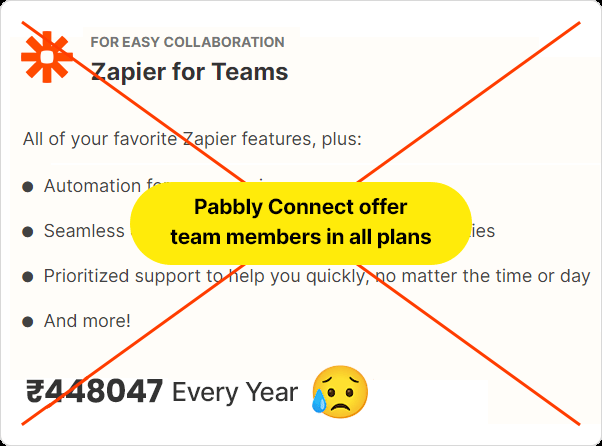 FOR EASY COLLABORATION
Zapier for Teams
All of your favorite Zapier features, plus:
Automation
Pabbly Connect offer
team members in all plans
Seamless
Prioritized support to help you quickly, no matter the time or day
And more!
₹448047 Every Year